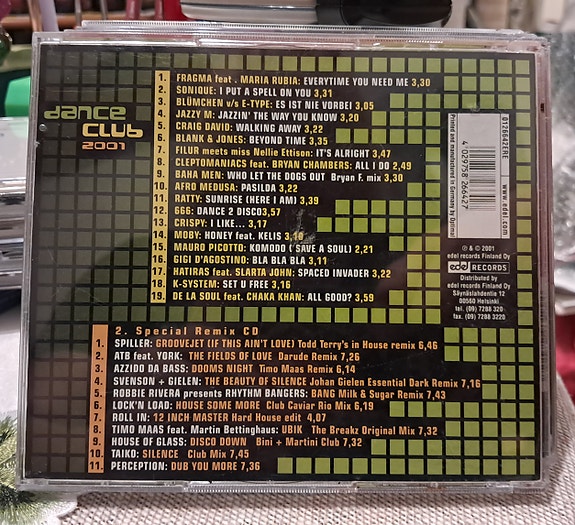 dance
CLUB
2001
1. FRAGMA feat . MARIA RUBIA: EVERYTIME YOU NEED ME 3,30
2. SONIQUE: I PUT A SPELL ON YOU 3,31
3. BLÜMCHEN v/s E-TYPE: ES IST NIE VORBEI 3,05
4. JAZZY M: JAZZIN' THE WAY YOU KNOW 3,20
5. CRAIG DAVID: WALKING AWAY 3,22
6. BLANK & JONES: BEYOND TIME 3,35
7. FLUR meets miss Nellie Ettison: IT'S ALRIGHT 3,47
8. CLEPTOMANIACS feat. BRYAN CHAMBERS: ALL I DO 2,49
9. BAHA MEN: WHO LET THE DOGS OUT Bryan F. mix 3,30
10. AFRO MEDUSA: PASILDA 3,22
11. RATTY: SUNRISE (HERE I AM) 3,39
12. 666: DANCE 2 DISCO 3,57
13. CRISPY: I LIKE... 3,17
14. MOBY: HONEY feat. KELIS 3,10
15. MAURO PICOTTO: KOMODO ( SAVE A SOUL) 2,21
16. GIGI D'AGOSTINO: BLA BLA BLA 3,11
17. HATIRAS feat. SLARTA JOHN: SPACED INVADER 3,22
18. K-SYSTEM: SET U FREE 3,16
19. DE LA SOUL feat. CHAKA KHAN: ALL GOOD? 3,59
2. Special Remix CD
1. SPILLER: GROOVEJET (IF THIS AIN'T LOVE) Todd Terry's in House remix 6,46
2. ATB feat. YORK: THE FIELDS OF LOVE Darude Remix 7,26
3. AZZIDO DA BASS: DOOMS NIGHT Timo Maas Remix 6,14
4. SVENSON + GIELEN: THE BEAUTY OF SILENCE Johan Gielen Essential Dark Remix 7,16
5. ROBBIE RIVERA presents RHYTHM BANGERS: BANG Milk & Sugar Remix 7,43
6. LOCK'N LOAD: HOUSE SOME MORE Club Caviar Rio Mix 6,19
7. ROLL IN: 12 INCH MASTER Hard House edit 4,07
8. TIMO MAAS feat. Martin Bettinghaus: UBIK The Breakz Original Mix 7,32
9. HOUSE OF GLASS: DISCO DOWN Bini + Martini Club 7,32
10. TAIKO: SILENCE Club Mix 7,45
11. PERCEPTION: DUB YOU MORE 7,36
Printed and manufactured in Germany by Optimal
4 029758 266427
0126642ERE
www.edel.com
℗ & © 2001
edel records Finland Oy
edel RECORDS
Distributed by
edel records Finland Oy
Säynäslahdentie 12
00560 Helsinki
tel. (09) 7288 320
fax. (09) 7288 3220